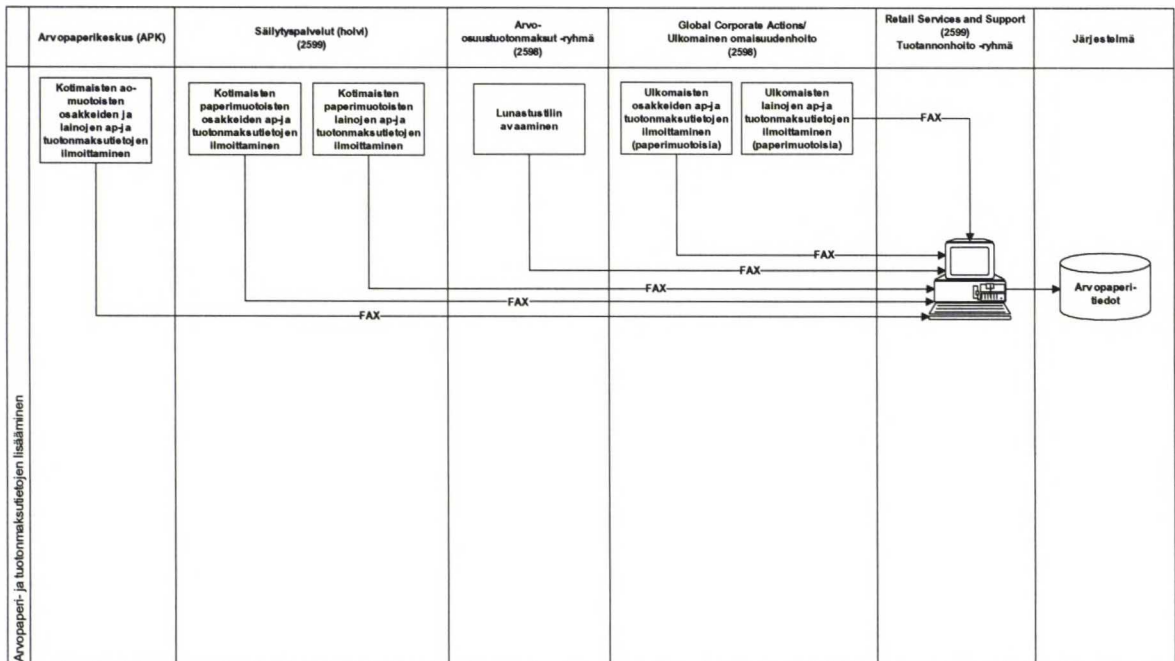 Arvopaperikeskus (APK)
Säilytyspalvelut (holvi)
(2599)
Arvo-
osuustuotonmaksut -ryhmä
(2598)
Global Corporate Actions/
Ulkomainen omaisuudenhoito
(2598)
Retail Services and Support
(2599)
Tuotannonhoito -ryhmä
Järjestelmä
Kotimaisten ao-
muotoisten
osakkeiden ja
lainojen ap-ja
tuotonmaksutietojen
ilmoittaminen
Kotimaisten
paperimuotoisten
osakkeiden ap-ja
tuotonmaksutietojen
ilmoittaminen
Kotimaisten
paperimuotoisten
lainojen ap-ja
tuotonmaksutietojen
ilmoittaminen
Lunastustilin
avaaminen
Ulkomaisten
osakkeiden ap-ja
tuotonmaksutietojen
ilmoittaminen
(paperimuotoisia)
Ulkomaisten
lainojen ap-ja
tuotonmaksutietojen
ilmoittaminen
(paperimuotoisia)
FAX
FAX
FAX
FAX
FAX
FAX
Arvopaperi-
tiedot
Arvopaperi- ja tuotonmaksutietojen lisääminen